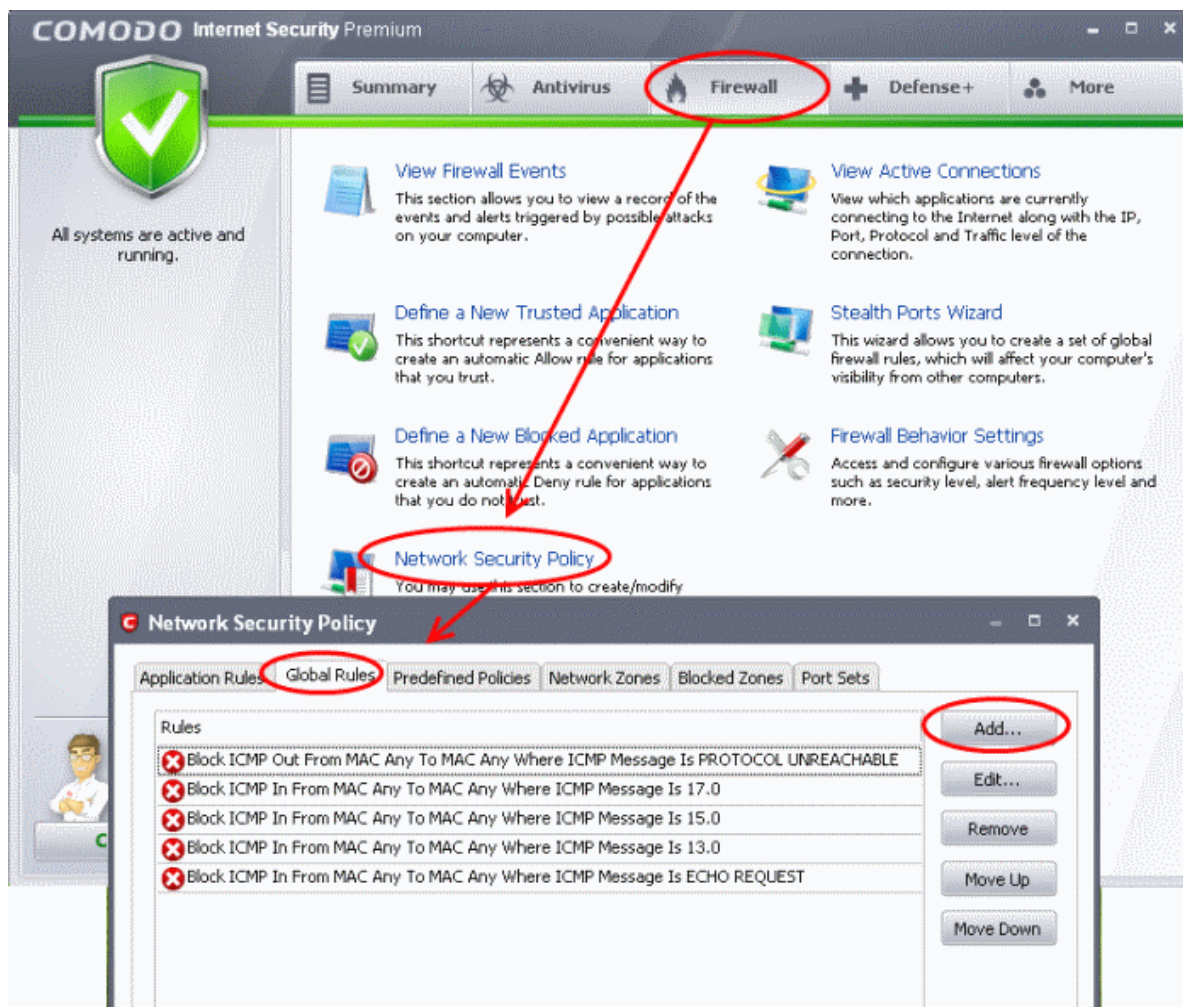 COMODO Internet Security Premium
Summary
Antivirus
Firewall
Defense+
More
All systems are active and
running.
View Firewall Events
This section allows you to view a record of the
events and alerts triggered by possible attacks
on your computer.
View Active Connections
View which applications are currently
connecting to the Internet along with the IP,
Port, Protocol and Traffic level of the
connection.
Define a New Trusted Application
This shortcut represents a convenient way to
create an automatic Allow rule for applications
that you trust.
Stealth Ports Wizard
This wizard allows you to create a set of global
firewall rules, which will affect your computer's
visibility from other computers.
Define a New Blocked Application
This shortcut represents a convenient way to
create an automatic Deny rule for applications
that you do not trust.
Firewall Behavior Settings
Access and configure various firewall options
such as security level, alert frequency level and
more.
Network Security Policy
You may use this section to create/modify
Network Security Policy
Application Rules
Global Rules
Predefined Policies
Network Zones
Blocked Zones
Port Sets
Rules
Block ICMP Out From MAC Any To MAC Any Where ICMP Message Is PROTOCOL UNREACHABLE
Block ICMP In From MAC Any To MAC Any Where ICMP Message Is 17.0
Block ICMP In From MAC Any To MAC Any Where ICMP Message Is 15.0
Block ICMP In From MAC Any To MAC Any Where ICMP Message Is 13.0
Block ICMP In From MAC Any To MAC Any Where ICMP Message Is ECHO REQUEST
Add...
Edit...
Remove
Move Up
Move Down